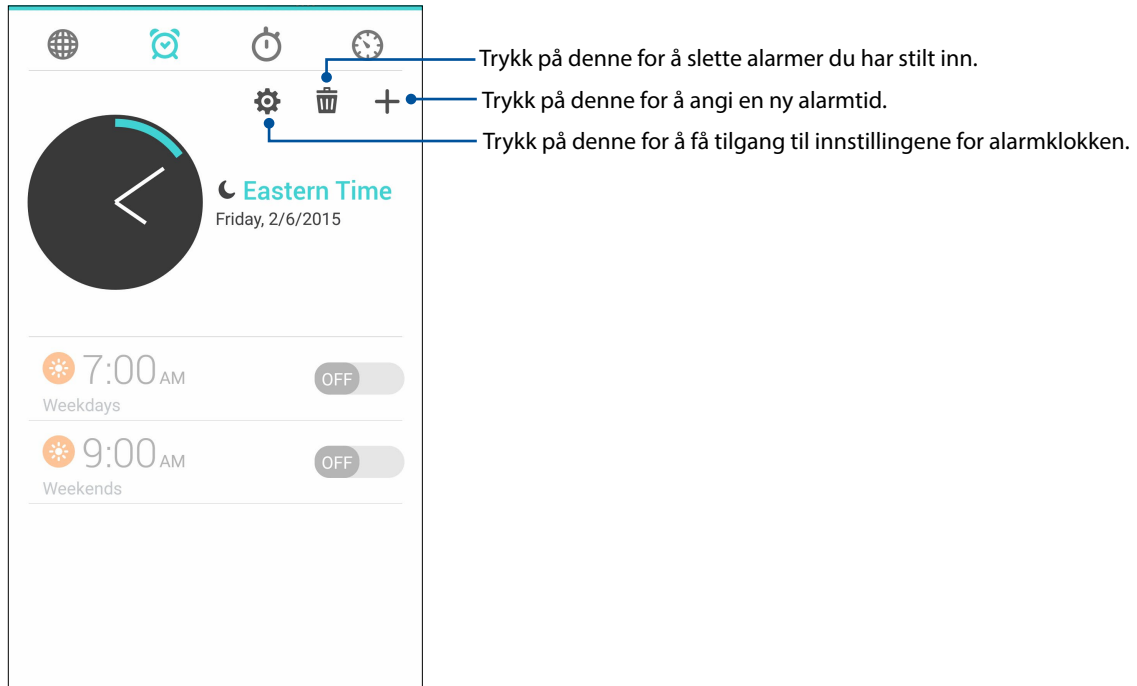 Trykk på denne for å slette alarmer du har stilt inn.
Trykk på denne for å angi en ny alarmtid.
Trykk på denne for å få tilgang til innstillingene for alarmklokken.
Eastern Time
Friday, 2/6/2015
7:00 AM
OFF
Weekdays
9:00 AM
OFF
Weekends